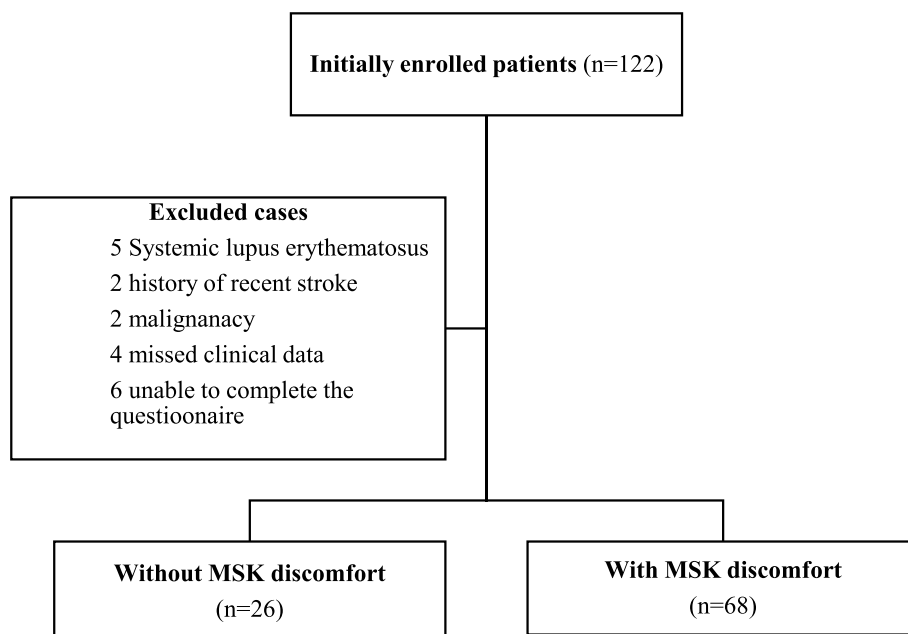 Initially enrolled patients (n=122)
Excluded cases
5 Systemic lupus erythematosus
2 history of recent stroke
2 malignanacy
4 missed clinical data
6 unable to complete the
questioonaire
Without MSK discomfort
(n=26)
With MSK discomfort
(n=68)